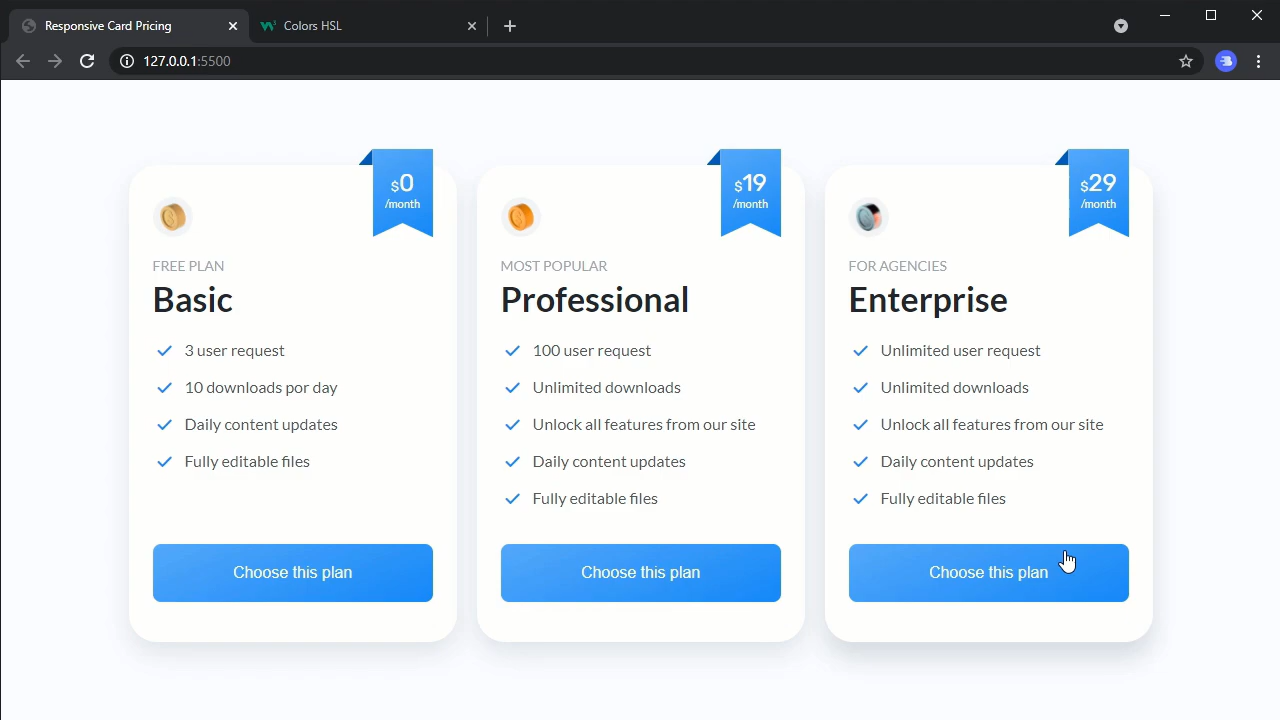 Responsive Card Pricing
Colors HSL
127.0.0.1:5500
$0
/month
FREE PLAN
Basic
3 user request
10 downloads por day
Daily content updates
Fully editable files
Choose this plan
$19
/month
MOST POPULAR
Professional
100 user request
Unlimited downloads
Unlock all features from our site
Daily content updates
Fully editable files
Choose this plan
$29
/month
FOR AGENCIES
Enterprise
Unlimited user request
Unlimited downloads
Unlock all features from our site
Daily content updates
Fully editable files
Choose this plan